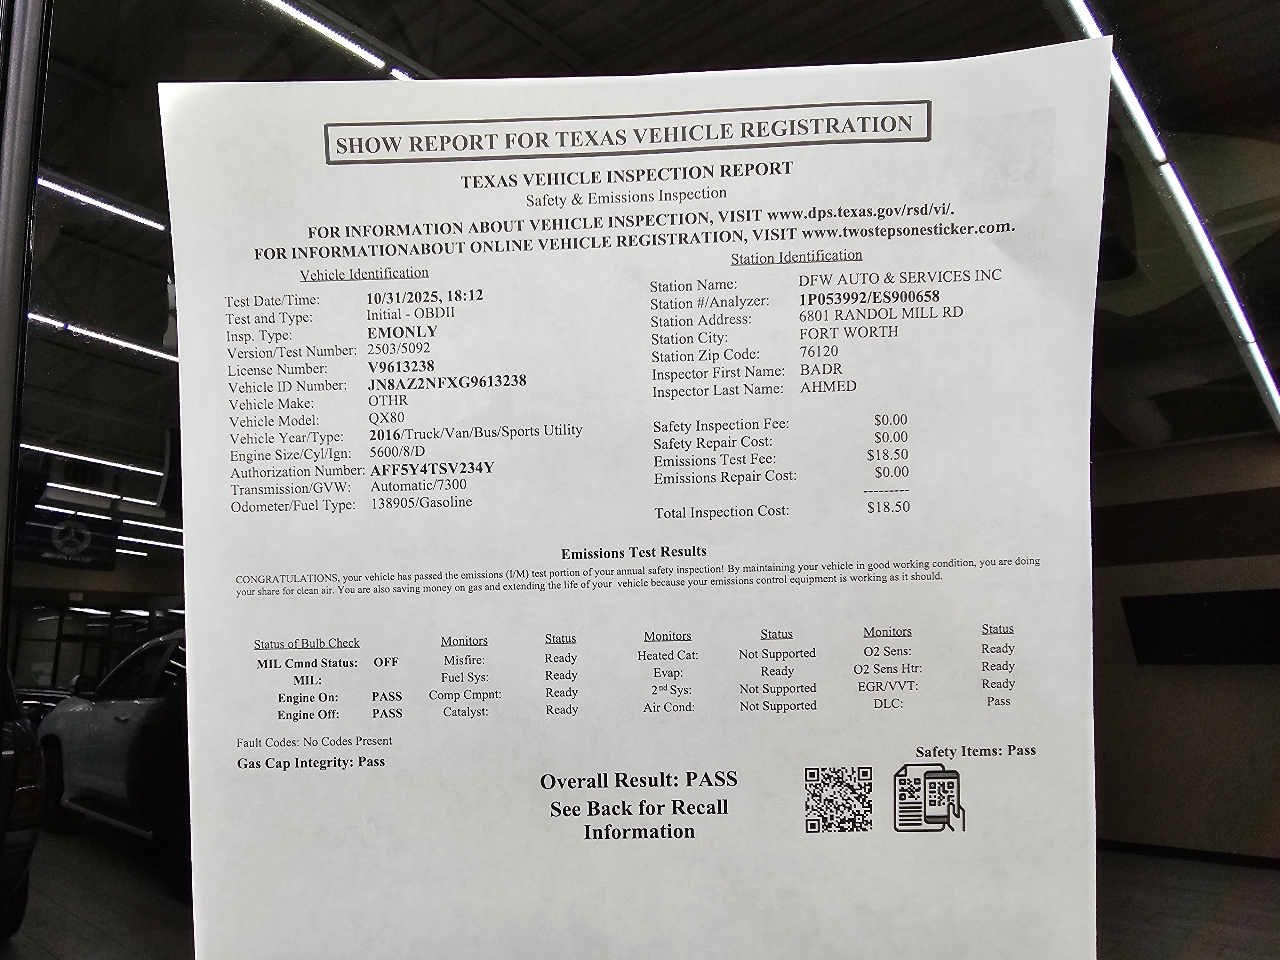 SHOW REPORT FOR TEXAS VEHICLE REGISTRATION
TEXAS VEHICLE INSPECTION REPORT
Safety & Emissions Inspection
FOR INFORMATION ABOUT VEHICLE INSPECTION, VISIT www.dps.texas.gov/rsd/vi/.
FOR INFORMATIONABOUT ONLINE VEHICLE REGISTRATION, VISIT www.twostepsonesticker.com.
Vehicle Identification
Test Date/Time: 10/31/2025, 18:12
Test and Type: Initial - OBDII
Insp. Type: EMONLY
Version/Test Number: 2503/5092
License Number: V9613238
Vehicle ID Number: JN8AZ2NFXG9613238
Vehicle Make: OTHR
Vehicle Model: QX80
Vehicle Year/Type: 2016/Truck/Van/Bus/Sports Utility
Engine Size/Cyl/Ign: 5600/8/D
Authorization Number: AFF5Y4TSV234Y
Transmission/GVW: Automatic/7300
Odometer/Fuel Type: 138905/Gasoline
Station Identification
Station Name: DFW AUTO & SERVICES INC
Station #/Analyzer: 1P053992/ES900658
Station Address: 6801 RANDOL MILL RD
Station City: FORT WORTH
Station Zip Code: 76120
Inspector First Name: BADR
Inspector Last Name: AHMED
Safety Inspection Fee: $0.00
Safety Repair Cost: $0.00
Emissions Test Fee: $18.50
Emissions Repair Cost: $0.00
---------
Total Inspection Cost: $18.50
Emissions Test Results
CONGRATULATIONS, your vehicle has passed the emissions (I/M) test portion of your annual safety inspection! By maintaining your vehicle in good working condition, you are doing
your share for clean air. You are also saving money on gas and extending the life of your vehicle because your emissions control equipment is working as it should.
Status of Bulb Check Monitors Status Monitors Status Monitors Status
MIL Cmnd Status: OFF Misfire: Ready Heated Cat: Not Supported O2 Sens: Ready
MIL: Fuel Sys: Ready Evap: Ready O2 Sens Htr: Ready
Engine On: PASS Comp Cmpnt: Ready 2nd Sys: Not Supported EGR/VVT: Ready
Engine Off: PASS Catalyst: Ready Air Cond: Not Supported DLC: Pass
Fault Codes: No Codes Present
Gas Cap Integrity: Pass
Safety Items: Pass
Overall Result: PASS
See Back for Recall
Information